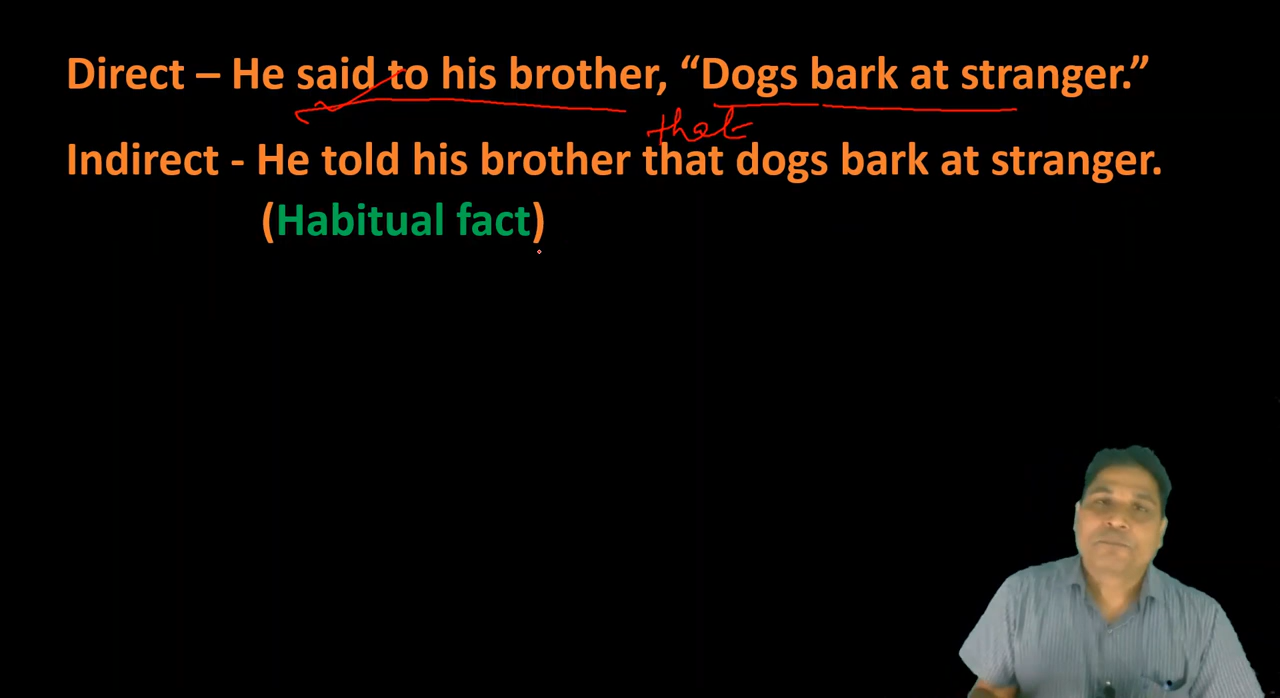 Direct – He said to his brother, “Dogs bark at stranger.”
that
Indirect - He told his brother that dogs bark at stranger.
(Habitual fact)